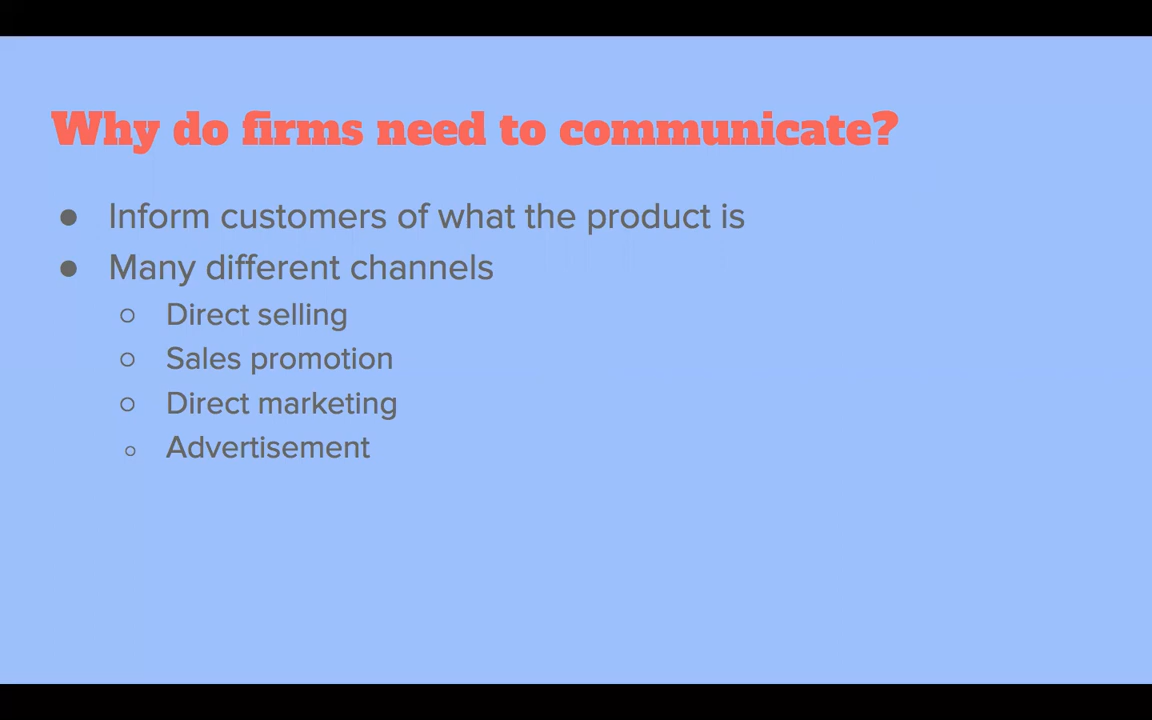 Why do firms need to communicate?
● Inform customers of what the product is
● Many different channels
○ Direct selling
○ Sales promotion
○ Direct marketing
○ Advertisement